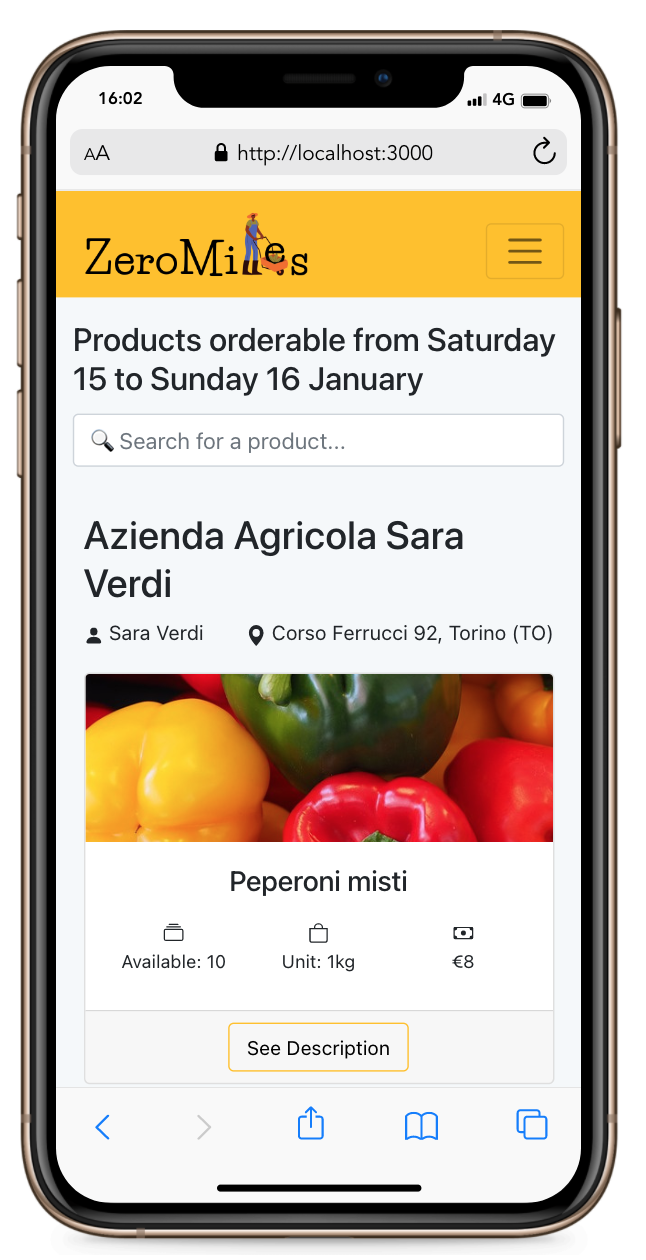 16:02
4G
AA
http://localhost:3000
ZeroMiles
Products orderable from Saturday
15 to Sunday 16 January
Search for a product...
Azienda Agricola Sara
Verdi
Sara Verdi
Corso Ferrucci 92, Torino (TO)
Peperoni misti
Available: 10
Unit: 1kg
€8
See Description